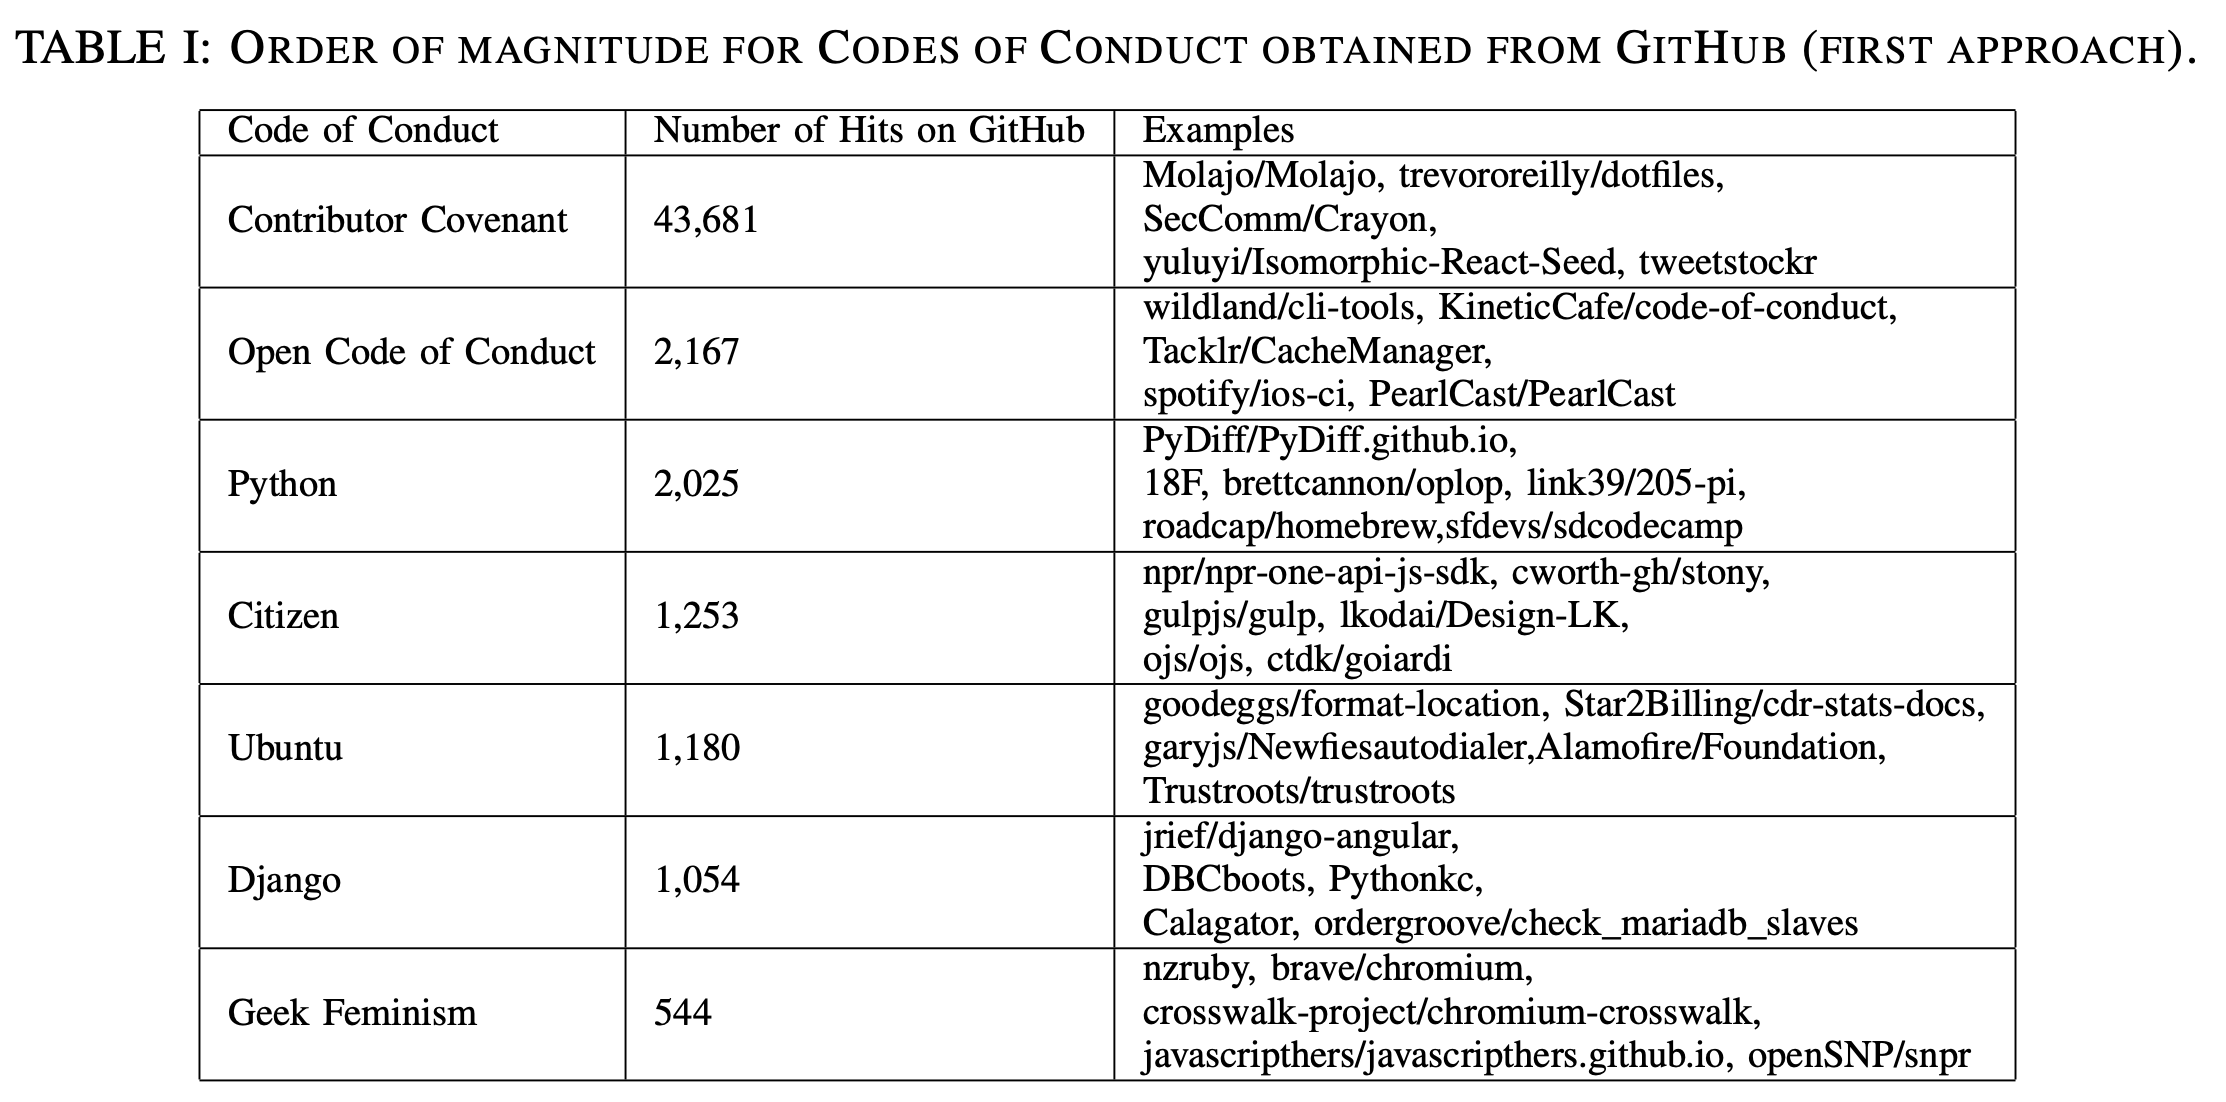 TABLE I: ORDER OF MAGNITUDE FOR CODES OF CONDUCT OBTAINED FROM GITHUB (FIRST APPROACH).
Code of Conduct Number of Hits on GitHub Examples
Molajo/Molajo, trevororeilly/dotfiles,
Contributor Covenant 43,681 SecComm/Crayon,
yuluyi/Isomorphic-React-Seed, tweetstockr
wildland/cli-tools, KineticCafe/code-of-conduct,
Open Code of Conduct 2,167 Tacklr/CacheManager,
spotify/ios-ci, PearlCast/PearlCast
PyDiff/PyDiff.github.io,
Python 2,025 18F, brettcannon/oplop, link39/205-pi,
roadcap/homebrew,sfdevs/sdcodecamp
npr/npr-one-api-js-sdk, cworth-gh/stony,
Citizen 1,253 gulpjs/gulp, lkodai/Design-LK,
ojs/ojs, ctdk/goiardi
goodeggs/format-location, Star2Billing/cdr-stats-docs,
Ubuntu 1,180 garyjs/Newfiesautodialer,Alamofire/Foundation,
Trustroots/trustroots
jrief/django-angular,
Django 1,054 DBCboots, Pythonkc,
Calagator, ordergroove/check_mariadb_slaves
nzruby, brave/chromium,
Geek Feminism 544 crosswalk-project/chromium-crosswalk,
javascripthers/javascripthers.github.io, openSNP/snpr